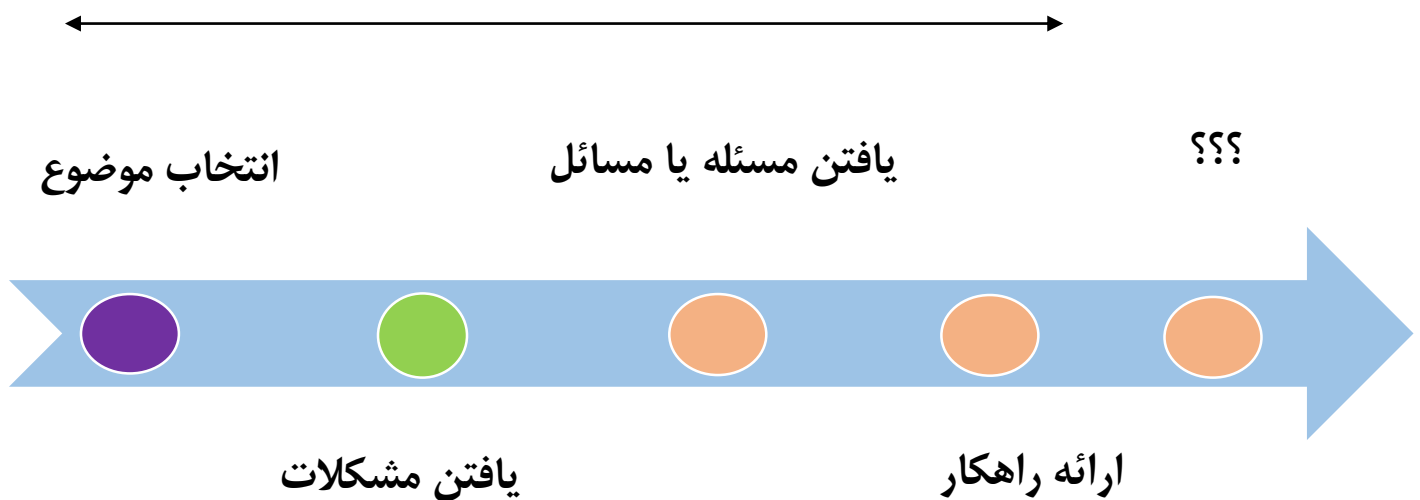 انتخاب موضوع
یافتن مسئله یا مسائل
؟؟؟
یافتن مشکلات
ارائه راهکار